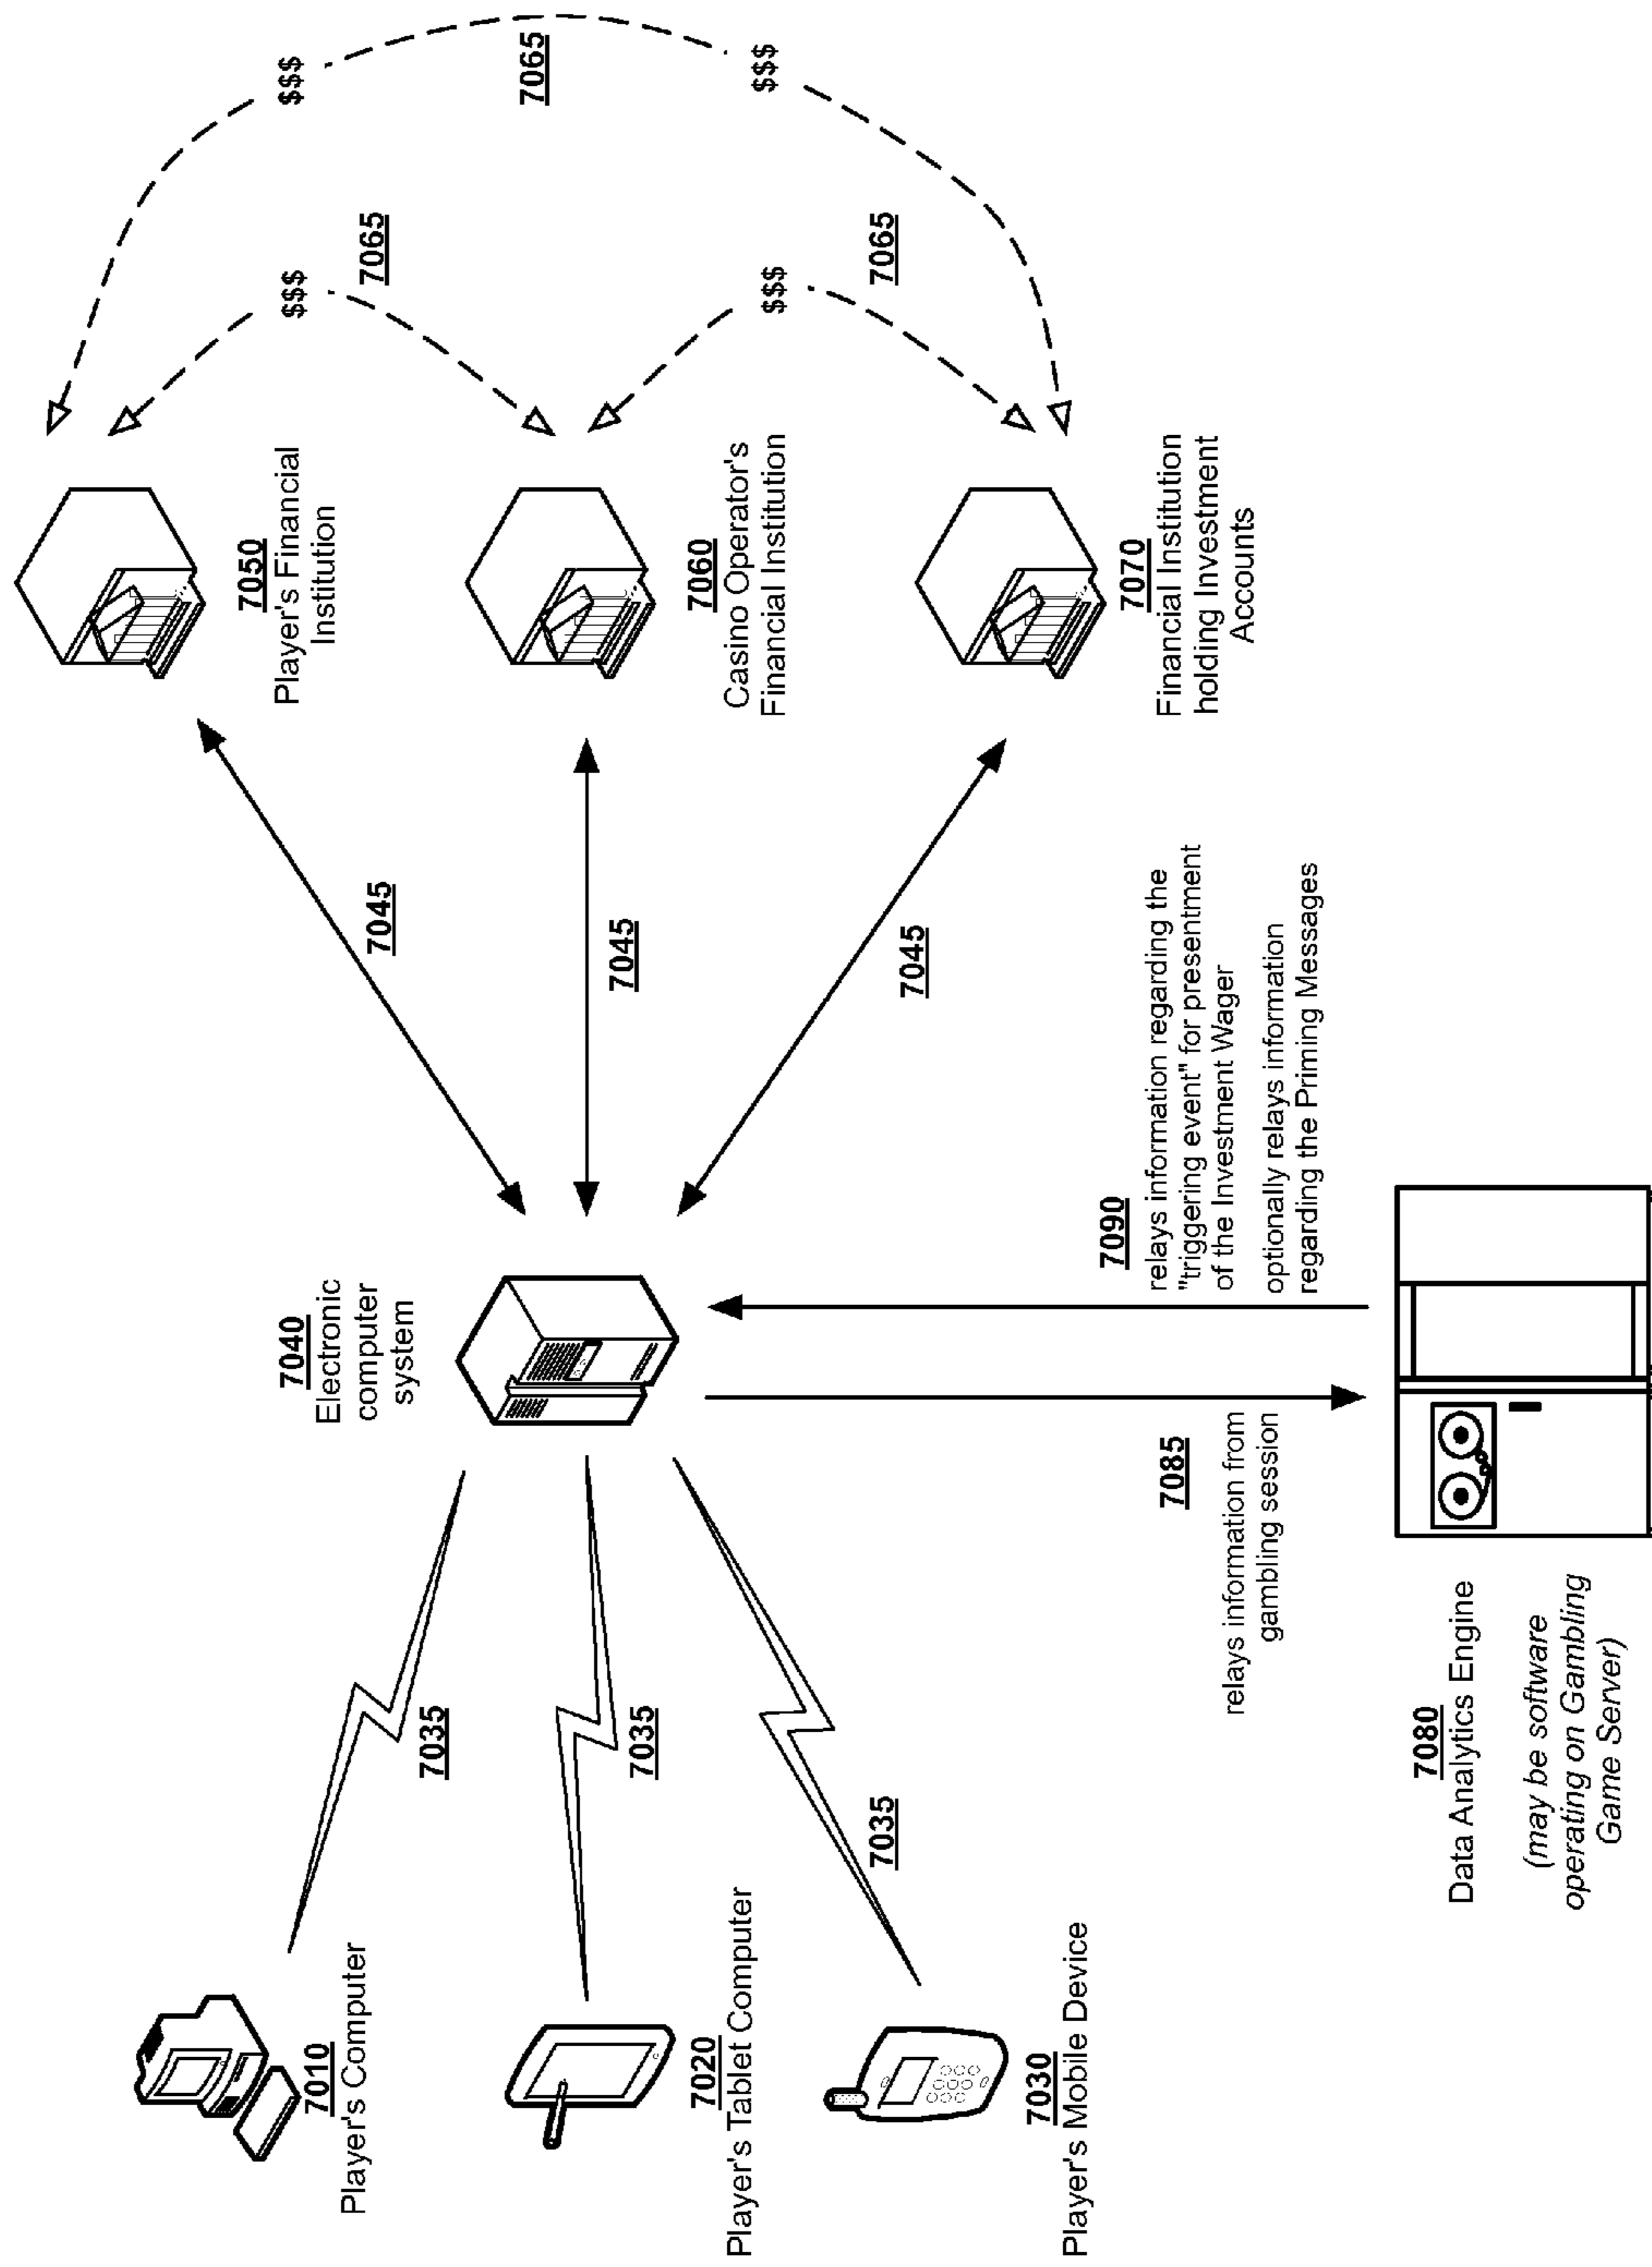 7010
Player's Computer
7020
Player's Tablet Computer
7030
Player's Mobile Device
7035
7035
7035
7040
Electronic
computer
system
7045
7045
7045
7050
Player's Financial
Institution
7060
Casino Operator's
Financial Institution
7070
Financial Institution
holding Investment
Accounts
$$$
7065
$$$
7065
$$$
7065
$$$
7085
relays information from
gambling session
7090
relays information regarding the
"triggering event" for presentment
of the Investment Wager
optionally relays information
regarding the Priming Messages
7080
Data Analytics Engine
(may be software
operating on Gambling
Game Server)